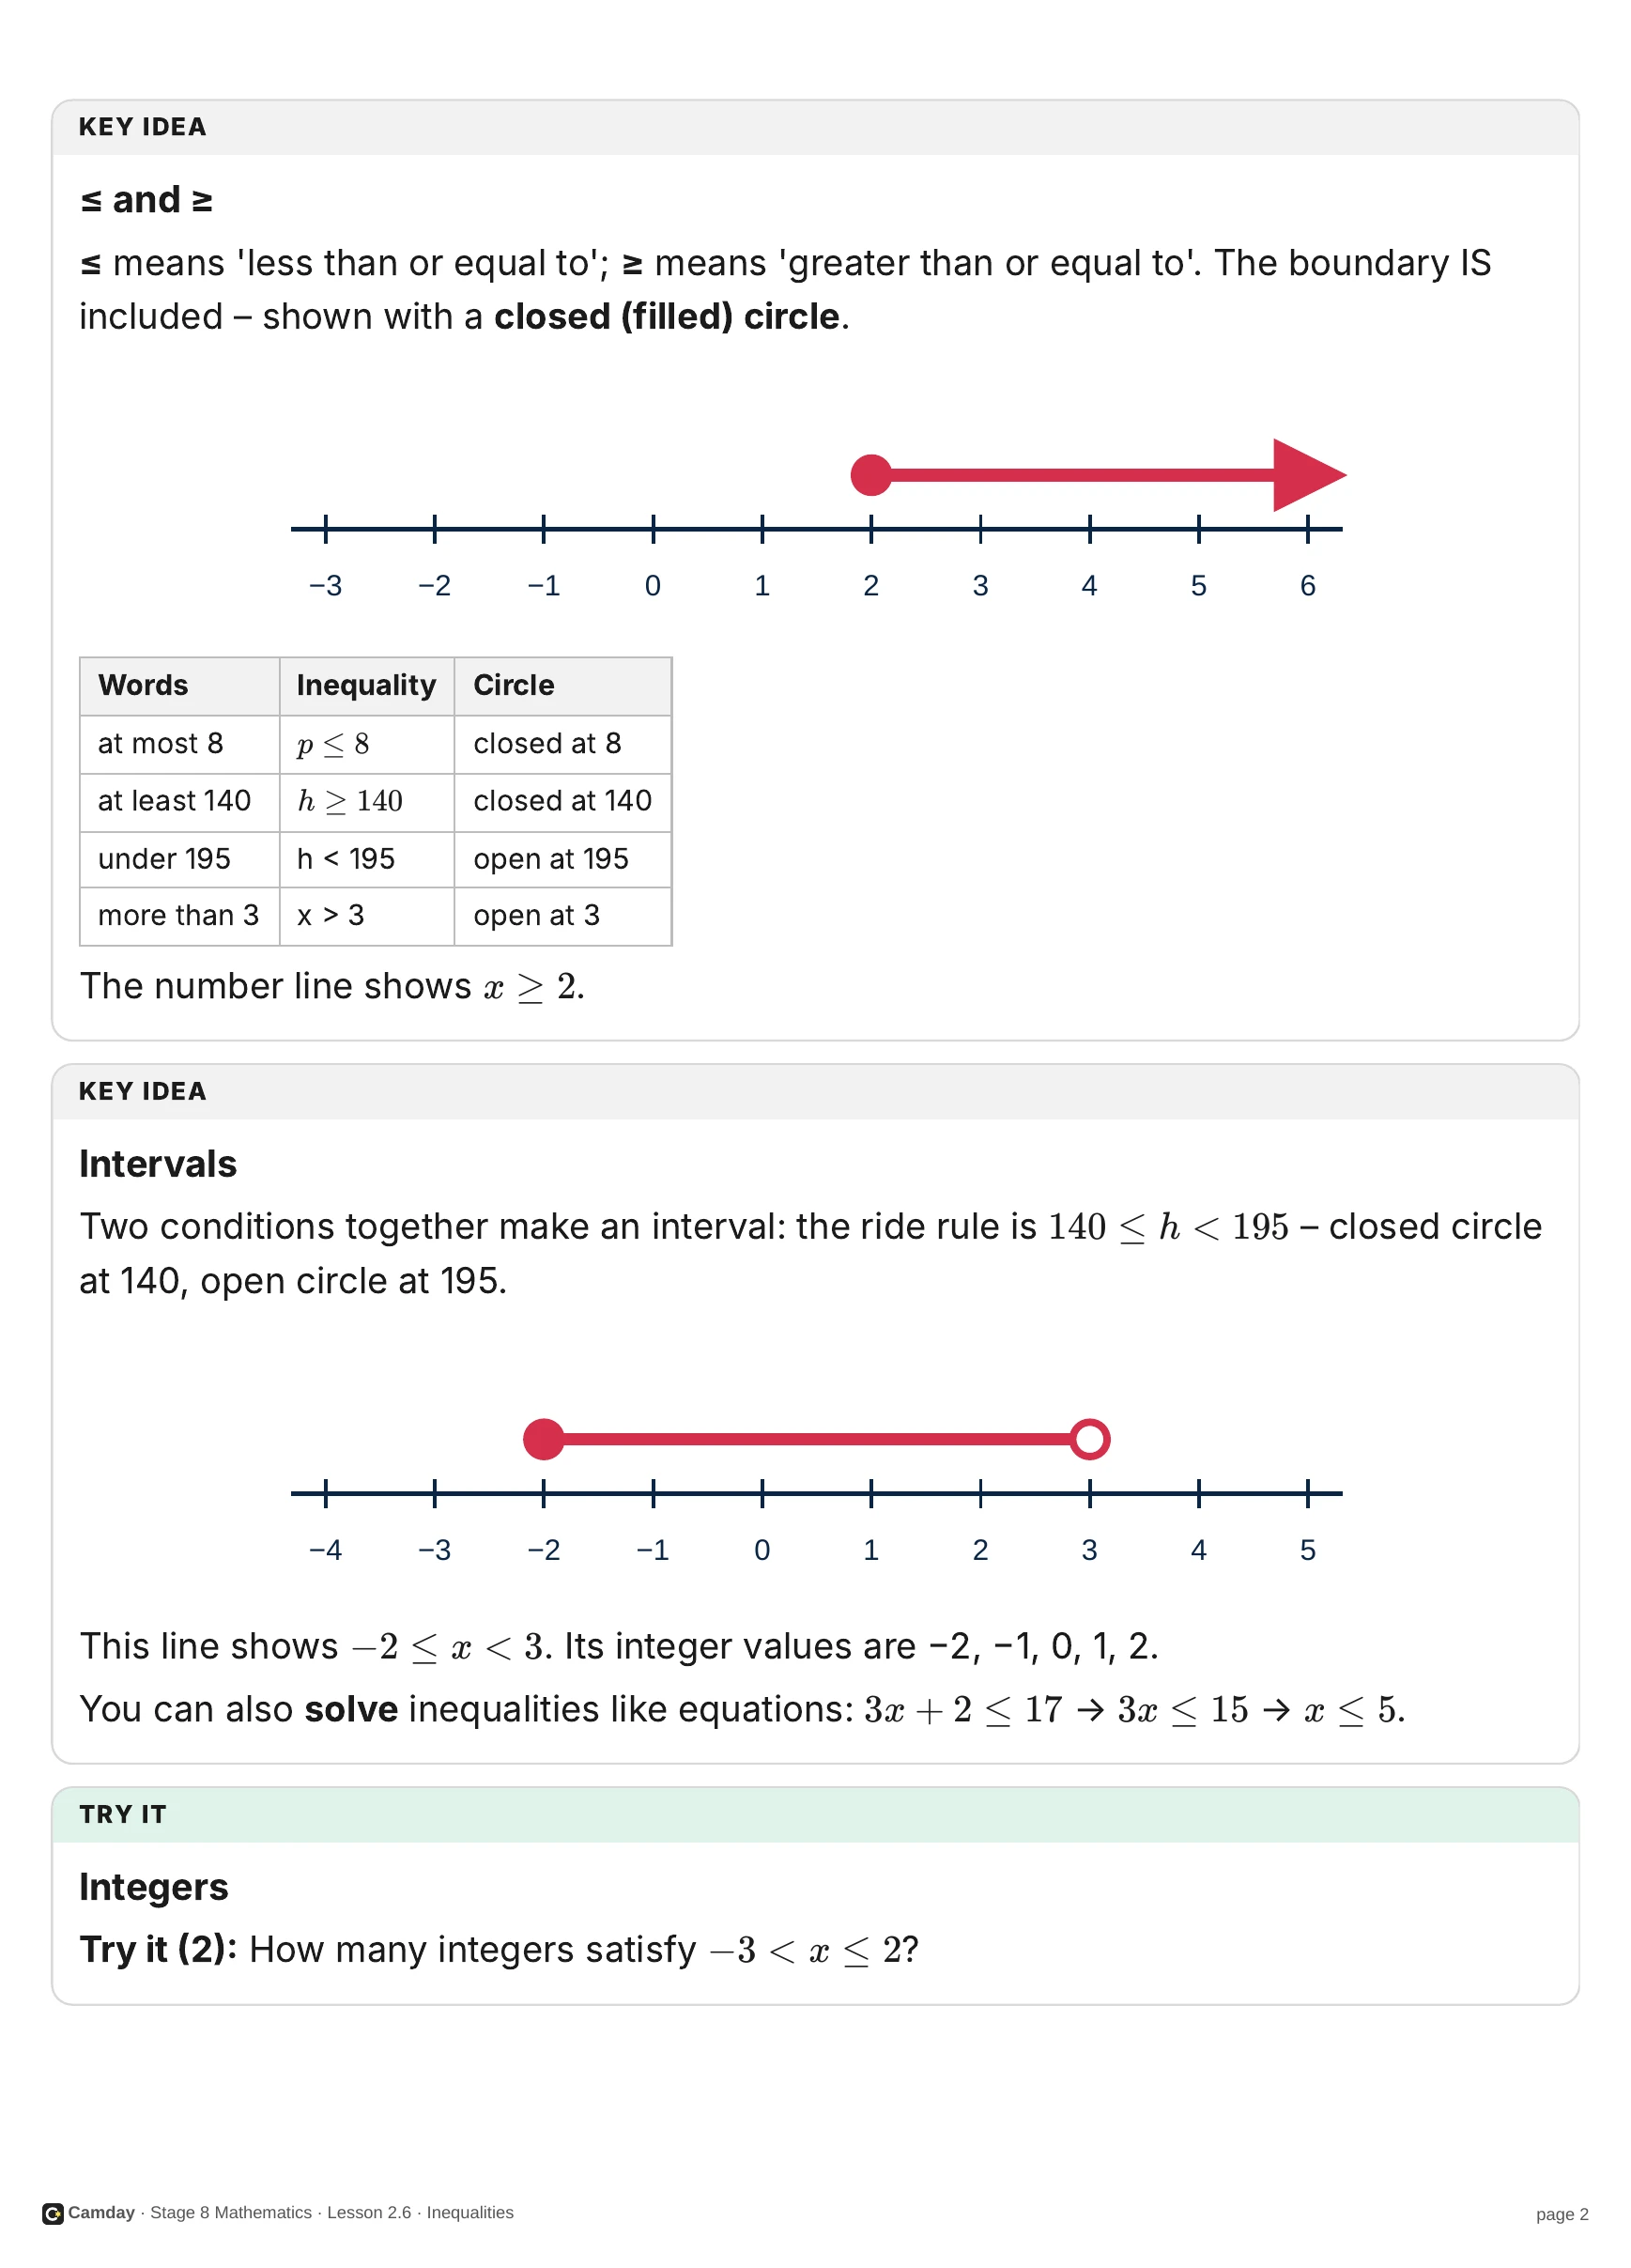 KEY IDEA
≤ and ≥
≤ means 'less than or equal to'; ≥ means 'greater than or equal to'. The boundary IS
included – shown with a closed (filled) circle.
−3 −2 −1 0 1 2 3 4 5 6
Words Inequality Circle
at most 8 p ≤ 8 closed at 8
at least 140 h ≥ 140 closed at 140
under 195 h < 195 open at 195
more than 3 x > 3 open at 3
The number line shows x ≥ 2.
KEY IDEA
Intervals
Two conditions together make an interval: the ride rule is 140 ≤ h < 195 – closed circle
at 140, open circle at 195.
−4 −3 −2 −1 0 1 2 3 4 5
This line shows −2 ≤ x < 3. Its integer values are −2, −1, 0, 1, 2.
You can also solve inequalities like equations: 3x + 2 ≤ 17 → 3x ≤ 15 → x ≤ 5.
TRY IT
Integers
Try it (2): How many integers satisfy −3 < x ≤ 2?
Camday · Stage 8 Mathematics · Lesson 2.6 · Inequalities page 2